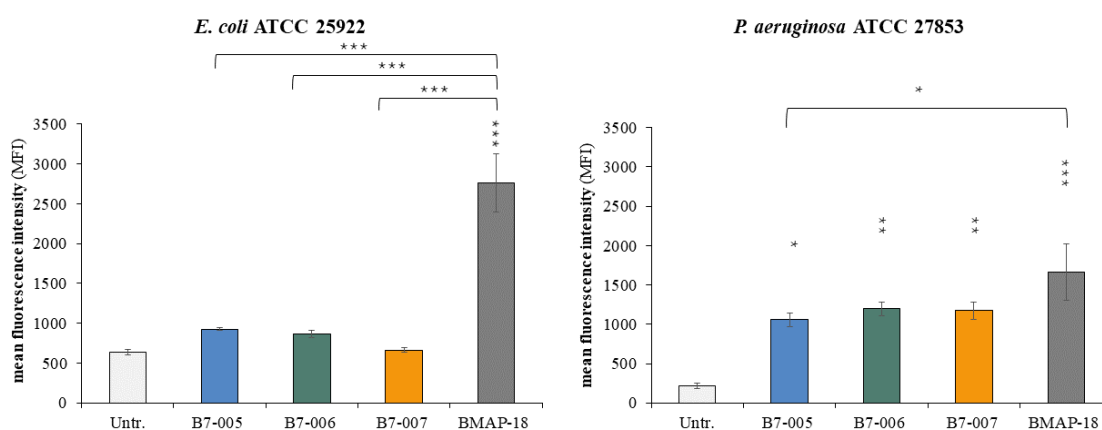 E. coli ATCC 25922
***
***
***
***
mean fluorescence intensity (MFI)
3500
3000
2500
2000
1500
1000
500
0
Untr.
B7-005
B7-006
B7-007
BMAP-18
P. aeruginosa ATCC 27853
*
***
**
**
*
mean fluorescence intensity (MFI)
3500
3000
2500
2000
1500
1000
500
0
Untr.
B7-005
B7-006
B7-007
BMAP-18